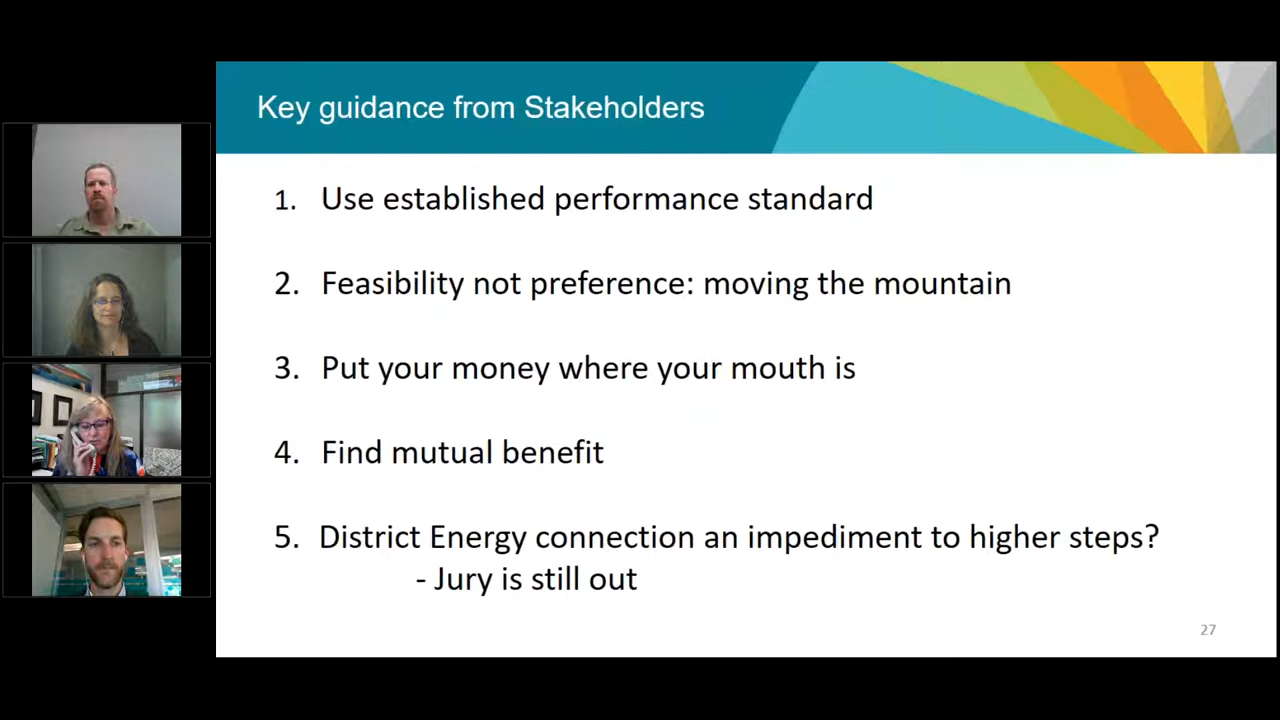 Key guidance from Stakeholders
1. Use established performance standard
2. Feasibility not preference: moving the mountain
3. Put your money where your mouth is
4. Find mutual benefit
5. District Energy connection an impediment to higher steps?
- Jury is still out
27